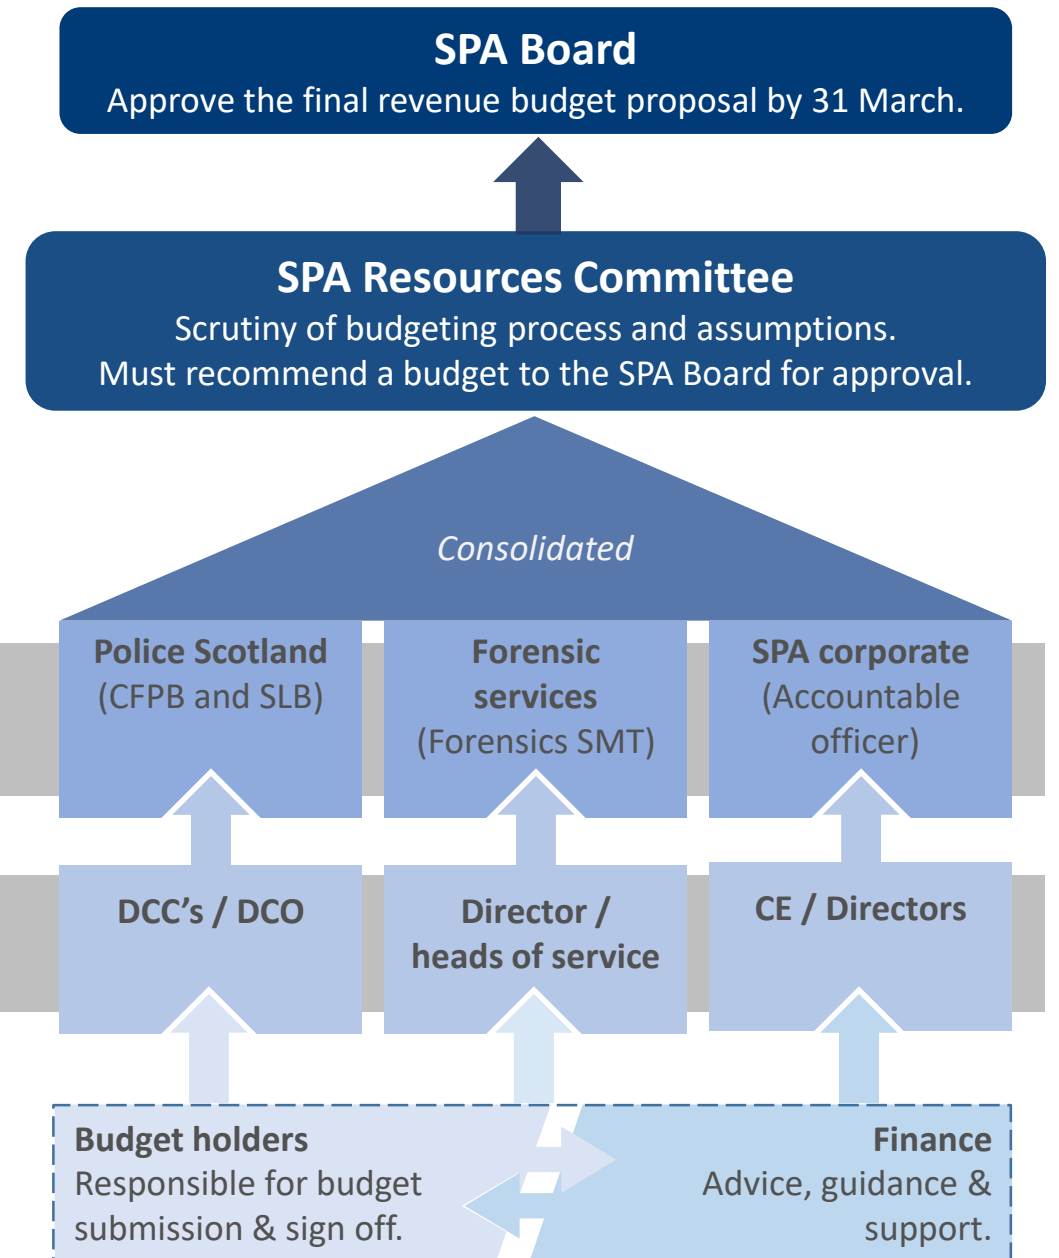 SPA Board
Approve the final revenue budget proposal by 31 March.
SPA Resources Committee
Scrutiny of budgeting process and assumptions.
Must recommend a budget to the SPA Board for approval.
Consolidated
Police Scotland
(CFPB and SLB)
Forensic
services
(Forensics SMT)
SPA corporate
(Accountable
officer)
DCC’s / DCO
Director /
heads of service
CE / Directors
Budget holders
Responsible for budget
submission & sign off.
Finance
Advice, guidance &
support.